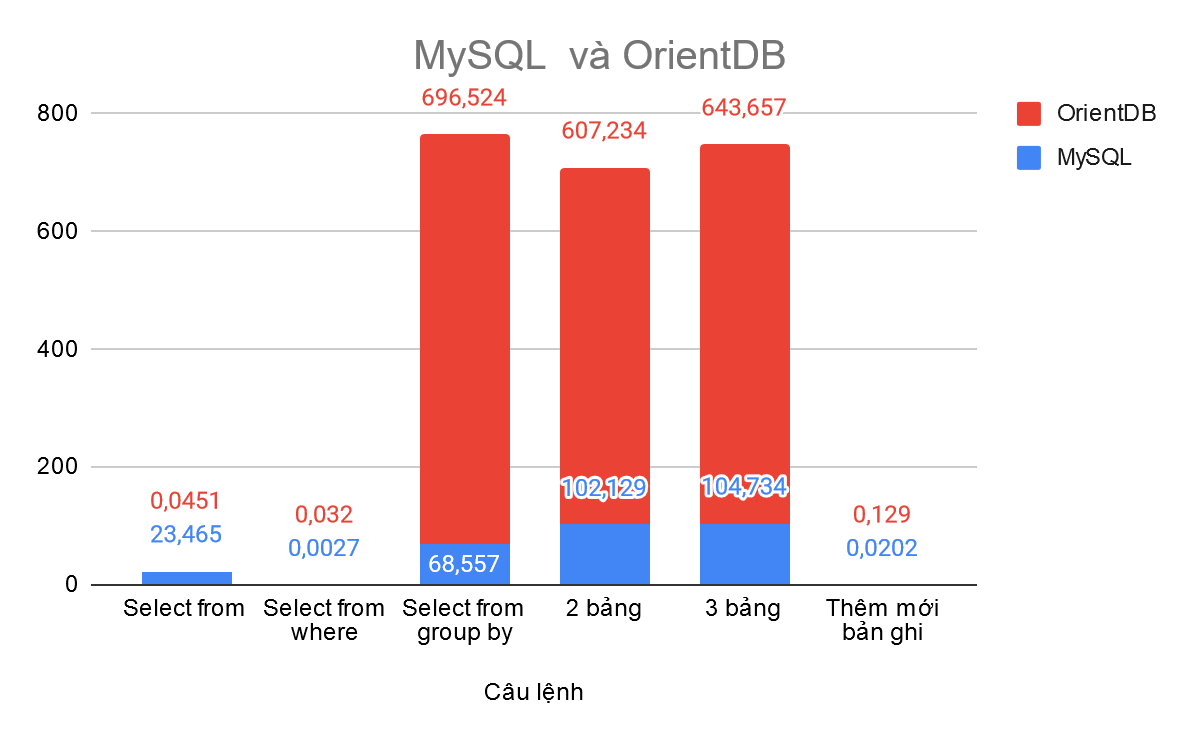 MySQL và OrientDB
OrientDB
MySQL
800
600
400
200
0
696,524
607,234
643,657
0,0451
23,465
0,032
0,0027
68,557
102,129
104,734
0,129
0,0202
Select from
Select from
where
Select from
group by
2 bảng
3 bảng
Thêm mới
bản ghi
Câu lệnh